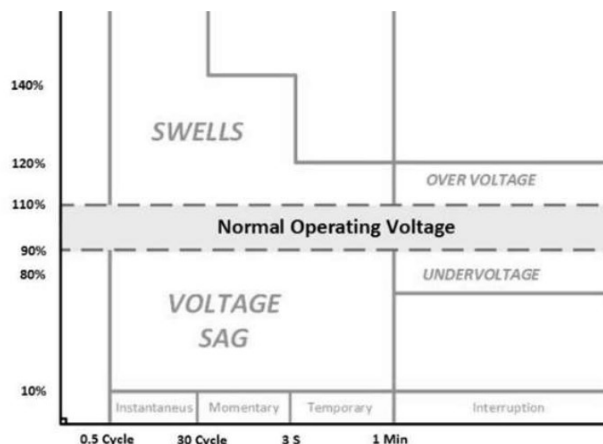 140%
SWELLS
120%
OVER VOLTAGE
110%
Normal Operating Voltage
90%
80%
UNDERVOLTAGE
VOLTAGE
SAG
10%
Instantaneus Momentary Temporary Interruption
0.5 Cycle 30 Cycle 3 S 1 Min